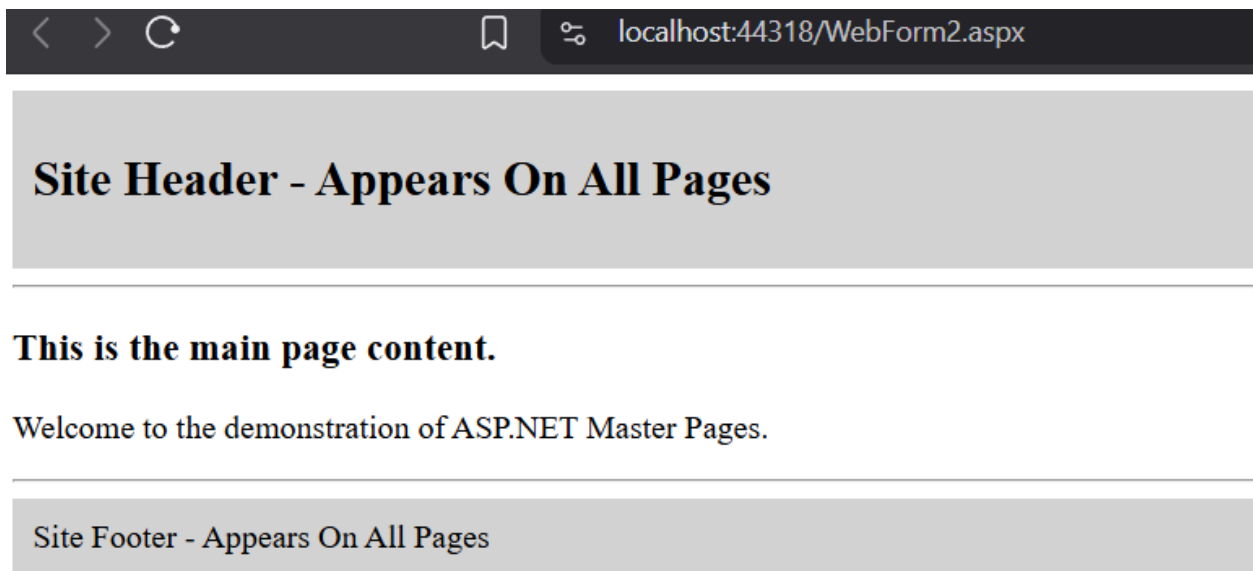 localhost:44318/WebForm2.aspx
Site Header - Appears On All Pages
This is the main page content.
Welcome to the demonstration of ASP.NET Master Pages.
Site Footer - Appears On All Pages